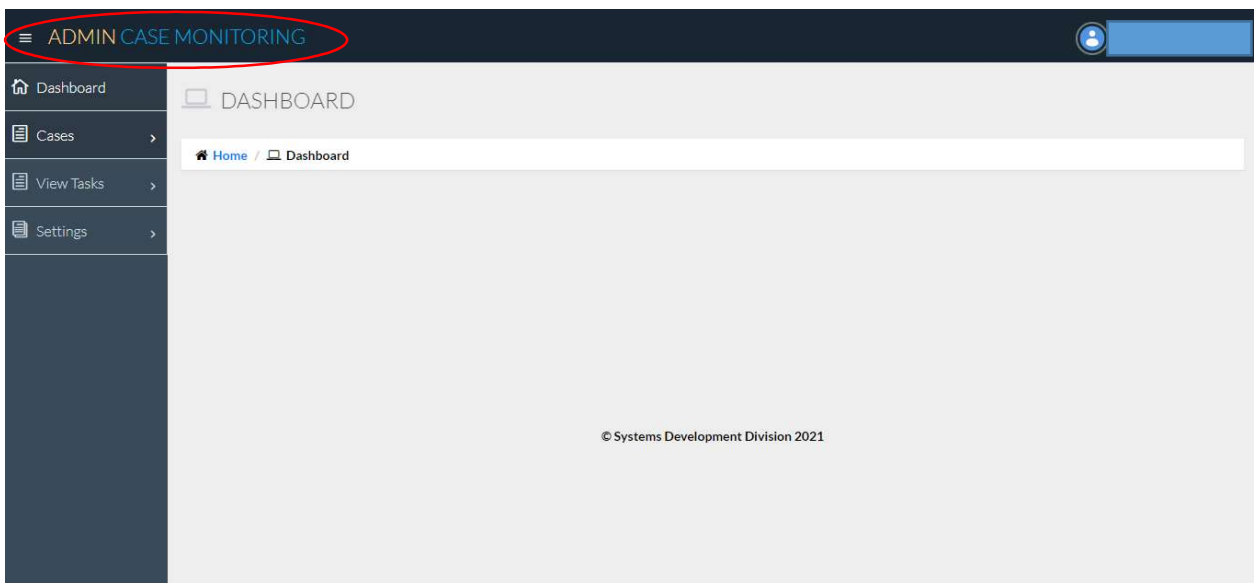 ADMIN CASE MONITORING
Dashboard
Cases
View Tasks
Settings
DASHBOARD
Home / Dashboard
© Systems Development Division 2021